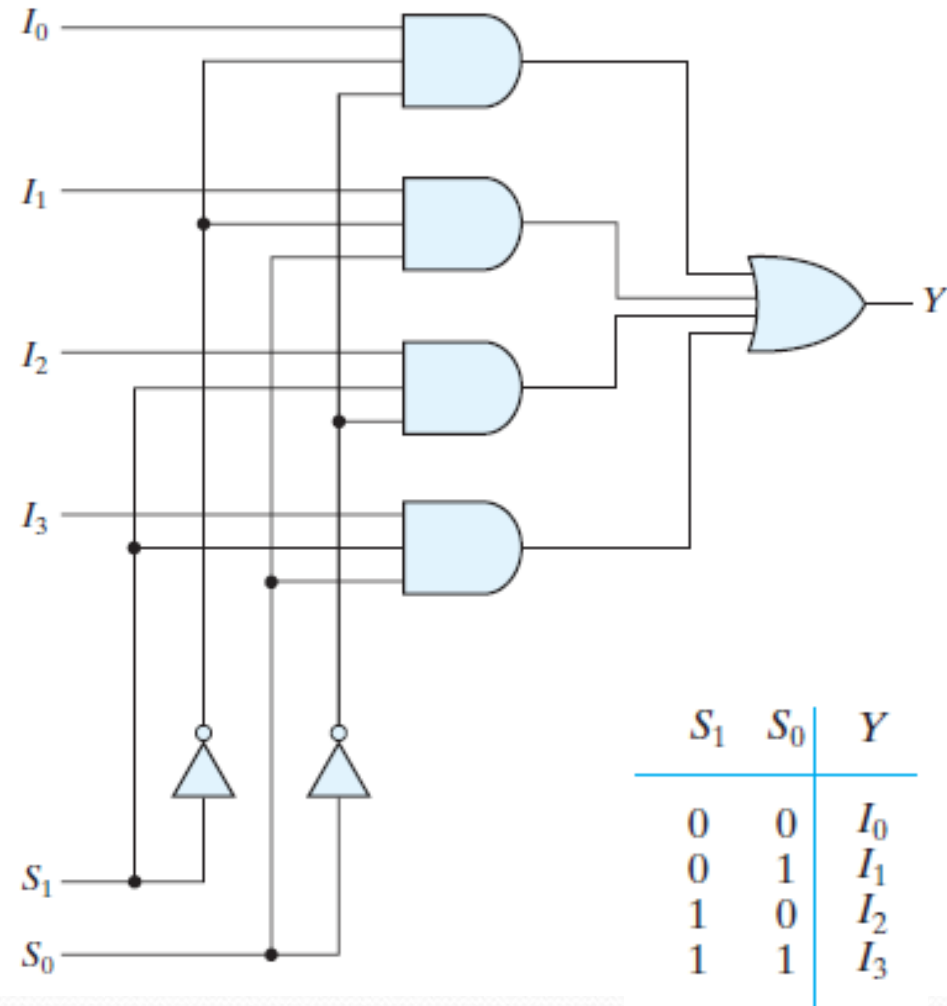 I₀
I₁
Y
I₂
I₃
S₁ S₀ Y
0 0 I₀
0 1 I₁
1 0 I₂
1 1 I₃
S₁
S₀